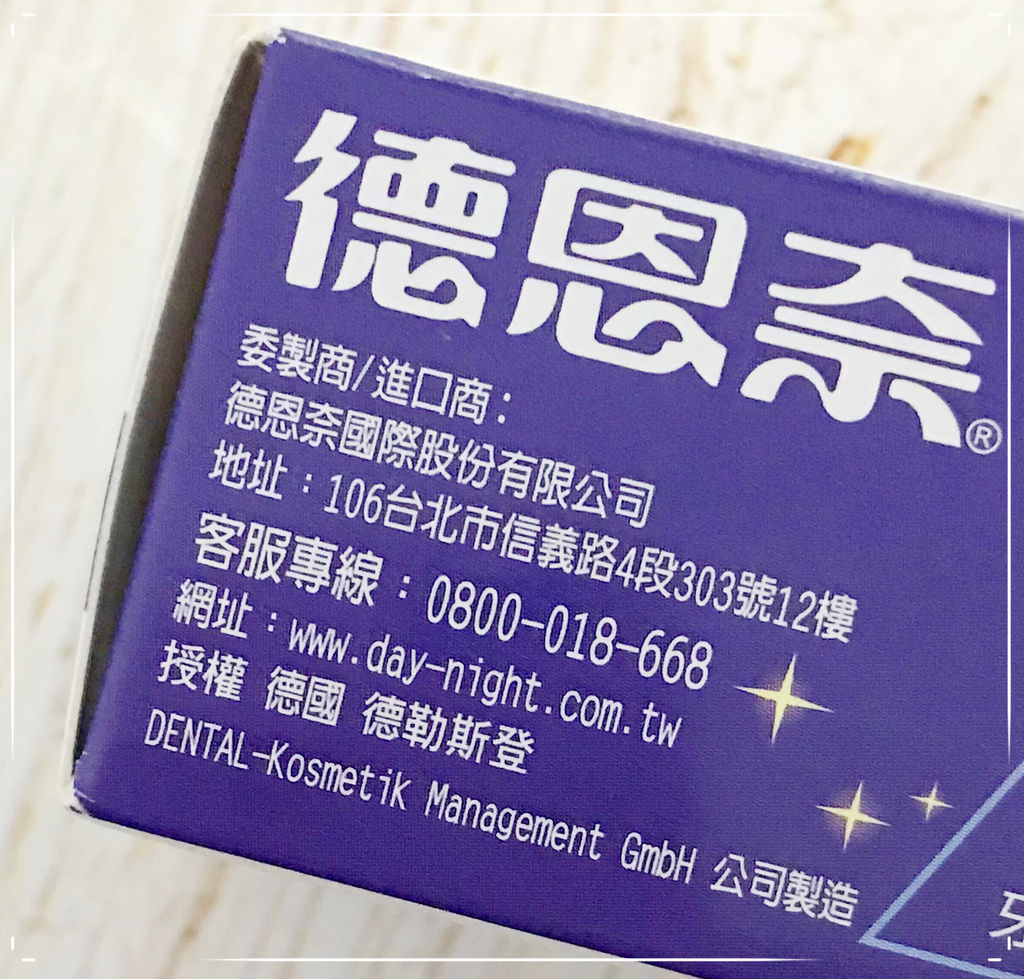 德恩奈®
委製商/進口商：
德恩奈國際股份有限公司
地址：106台北市信義路4段303號12樓
客服專線：0800-018-668
網址：www.day-night.com.tw
授權 德國 德勒斯登
DENTAL-Kosmetik Management GmbH 公司製造
牙